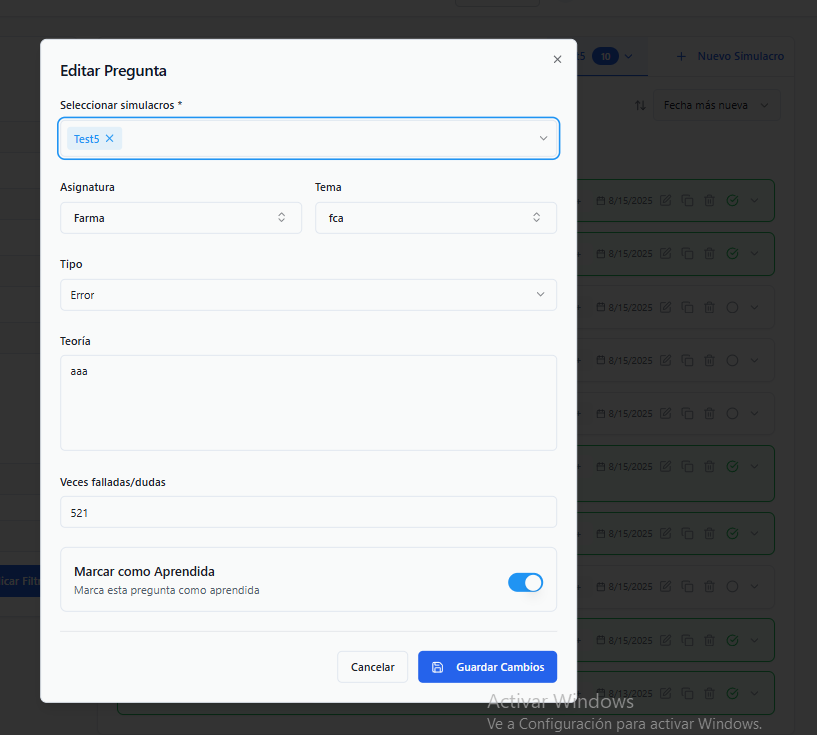 Editar Pregunta
5 10
Nuevo Simulacro
Seleccionar simulacros *
Fecha más nueva
Test5
Asignatura Tema
Farma fca
8/15/2025
8/15/2025
Tipo
Error
8/15/2025
Teoría
8/15/2025
aaa
8/15/2025
8/15/2025
Veces falladas/dudas
521
8/15/2025
Marcar como Aprendida
Marca esta pregunta como aprendida
icar Filt
8/15/2025
8/15/2025
Cancelar Guardar Cambios
8/13/2025
Activar Windows
Ve a Configuración para activar Windows.